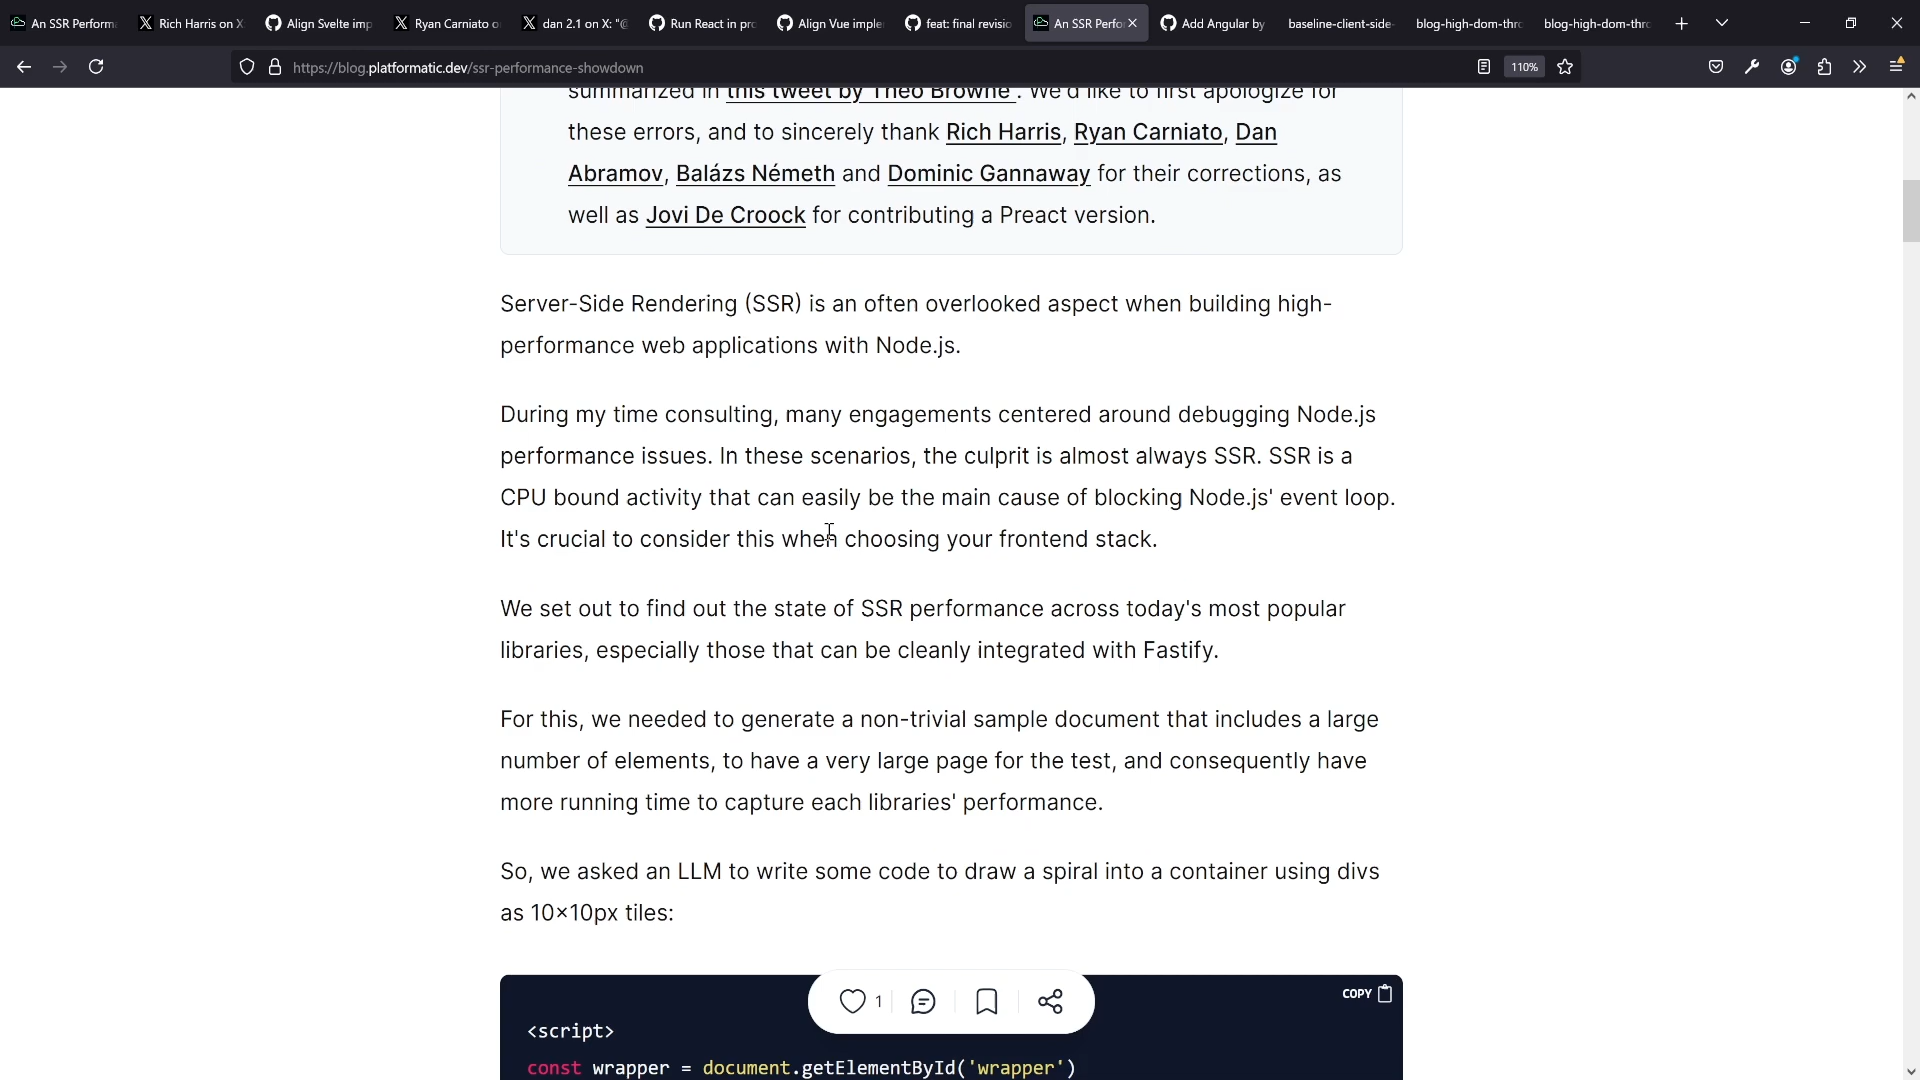 An SSR Perform
Rich Harris on X
Align Svelte imp
Ryan Carniato o
dan 2.1 on X: "@
Run React in pro
Align Vue imple
feat: final revisio
An SSR Perfo
Add Angular by
baseline-client-side-
blog-high-dom-thro
blog-high-dom-thro
https://blog.platformatic.dev/ssr-performance-showdown
110%
summarized in this tweet by Theo Browne . We'd like to first apologize for
these errors, and to sincerely thank Rich Harris, Ryan Carniato, Dan
Abramov, Balázs Németh and Dominic Gannaway for their corrections, as
well as Jovi De Croock for contributing a Preact version.
Server-Side Rendering (SSR) is an often overlooked aspect when building high-
performance web applications with Node.js.
During my time consulting, many engagements centered around debugging Node.js
performance issues. In these scenarios, the culprit is almost always SSR. SSR is a
CPU bound activity that can easily be the main cause of blocking Node.js' event loop.
It's crucial to consider this when choosing your frontend stack.
We set out to find out the state of SSR performance across today's most popular
libraries, especially those that can be cleanly integrated with Fastify.
For this, we needed to generate a non-trivial sample document that includes a large
number of elements, to have a very large page for the test, and consequently have
more running time to capture each libraries' performance.
So, we asked an LLM to write some code to draw a spiral into a container using divs
as 10×10px tiles:
COPY
1
<script>
const wrapper = document.getElementById('wrapper')